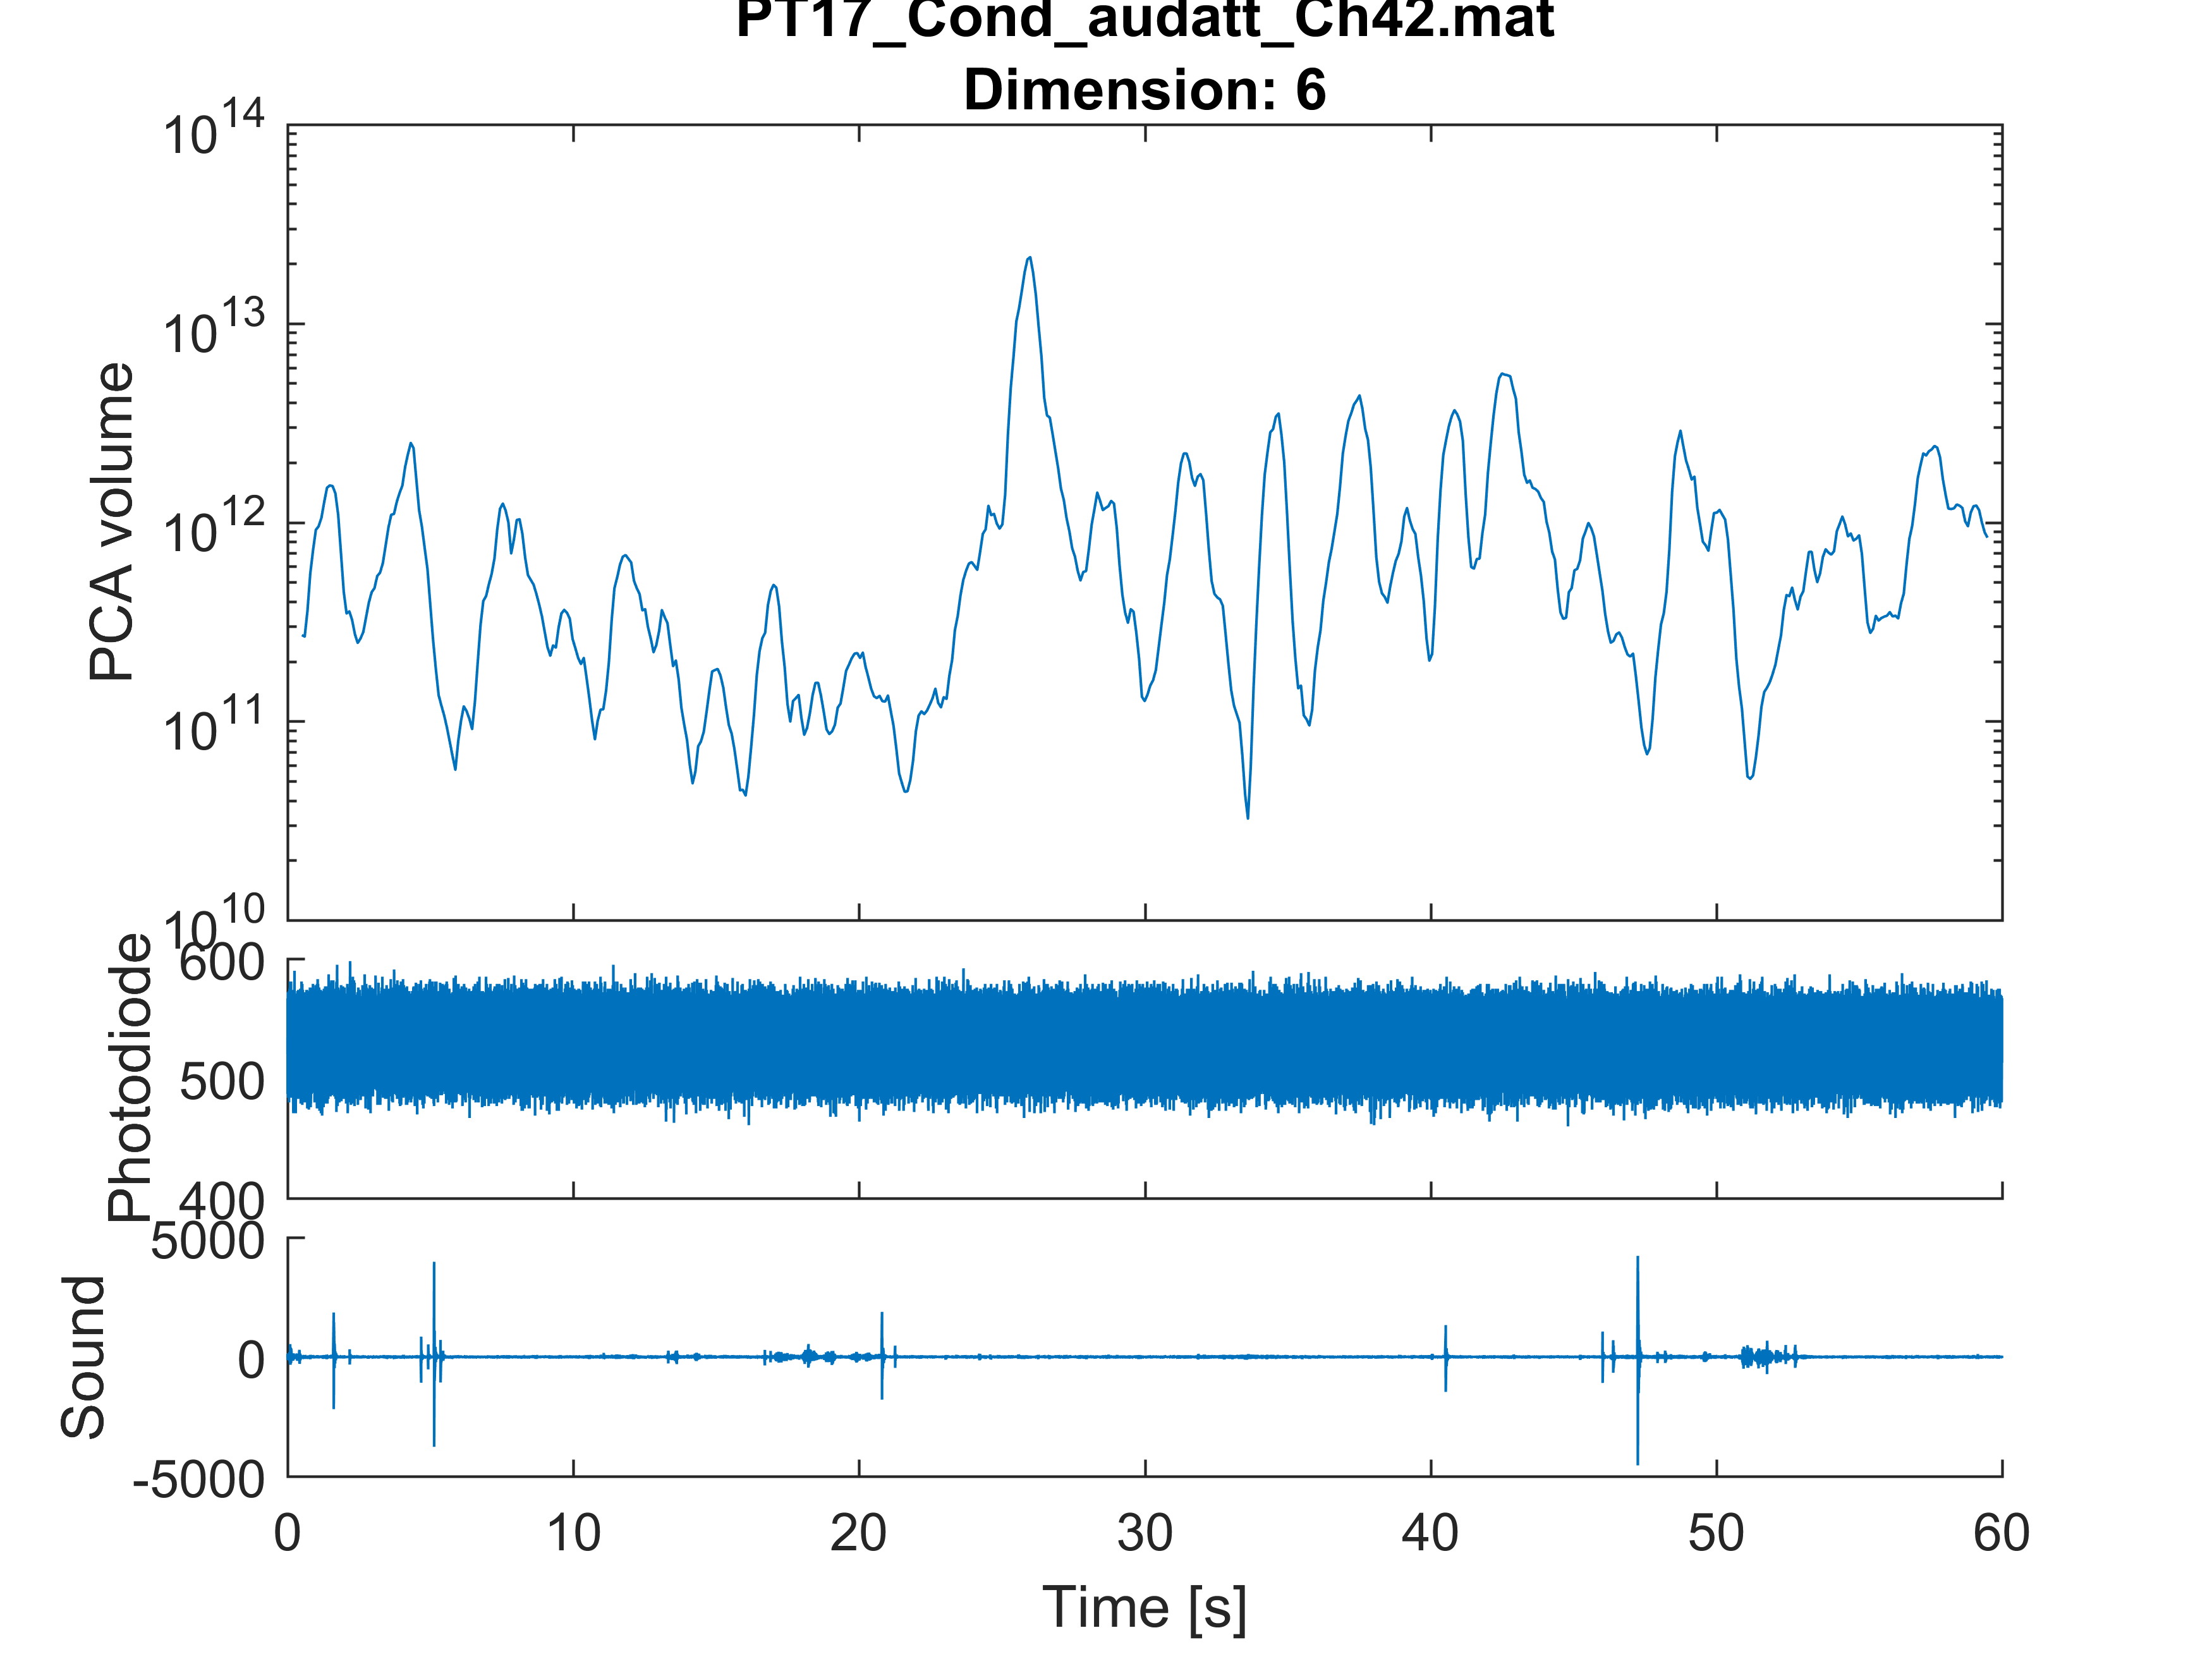 PT17_Cond_audatt_Ch42.mat
Dimension: 6
10^14
10^13
10^12
10^11
10^10
PCA volume
600
500
400
Photodiode
5000
0
-5000
Sound
0 10 20 30 40 50 60
Time [s]